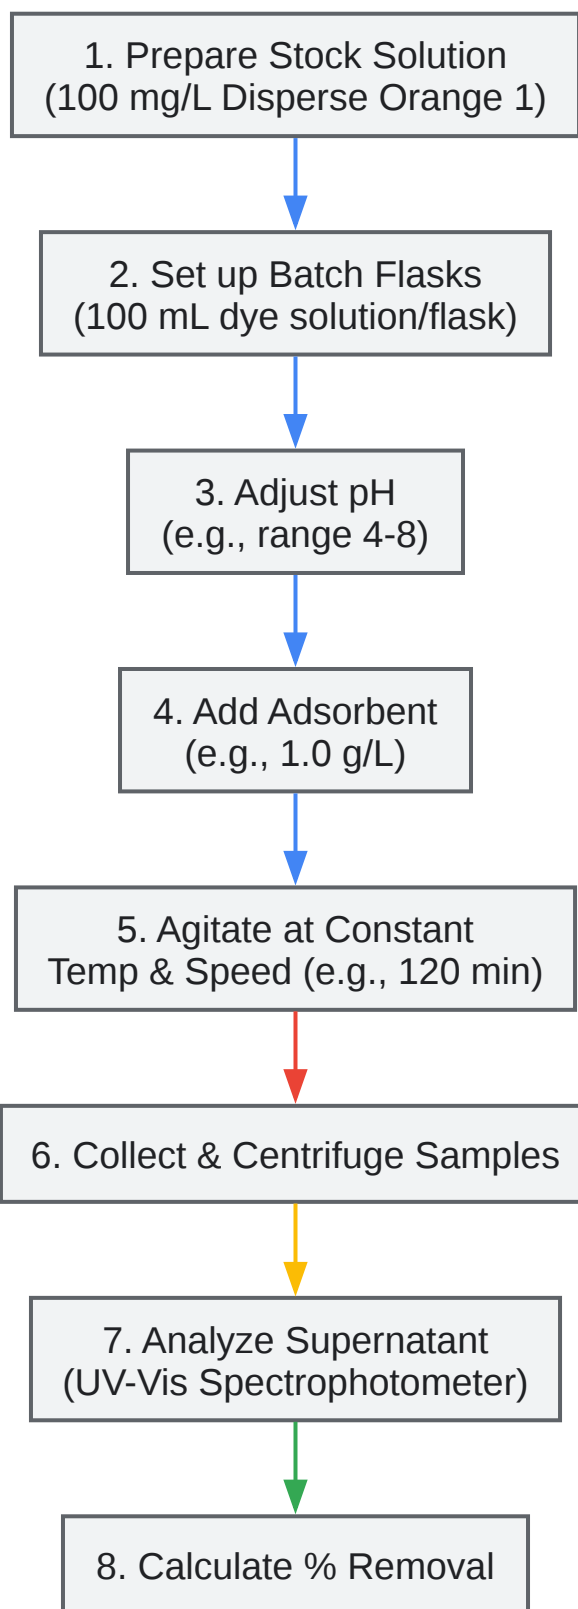 1. Prepare Stock Solution
(100 mg/L Disperse Orange 1)
2. Set up Batch Flasks
(100 mL dye solution/flask)
3. Adjust pH
(e.g., range 4-8)
4. Add Adsorbent
(e.g., 1.0 g/L)
5. Agitate at Constant
Temp & Speed (e.g., 120 min)
6. Collect & Centrifuge Samples
7. Analyze Supernatant
(UV-Vis Spectrophotometer)
8. Calculate % Removal